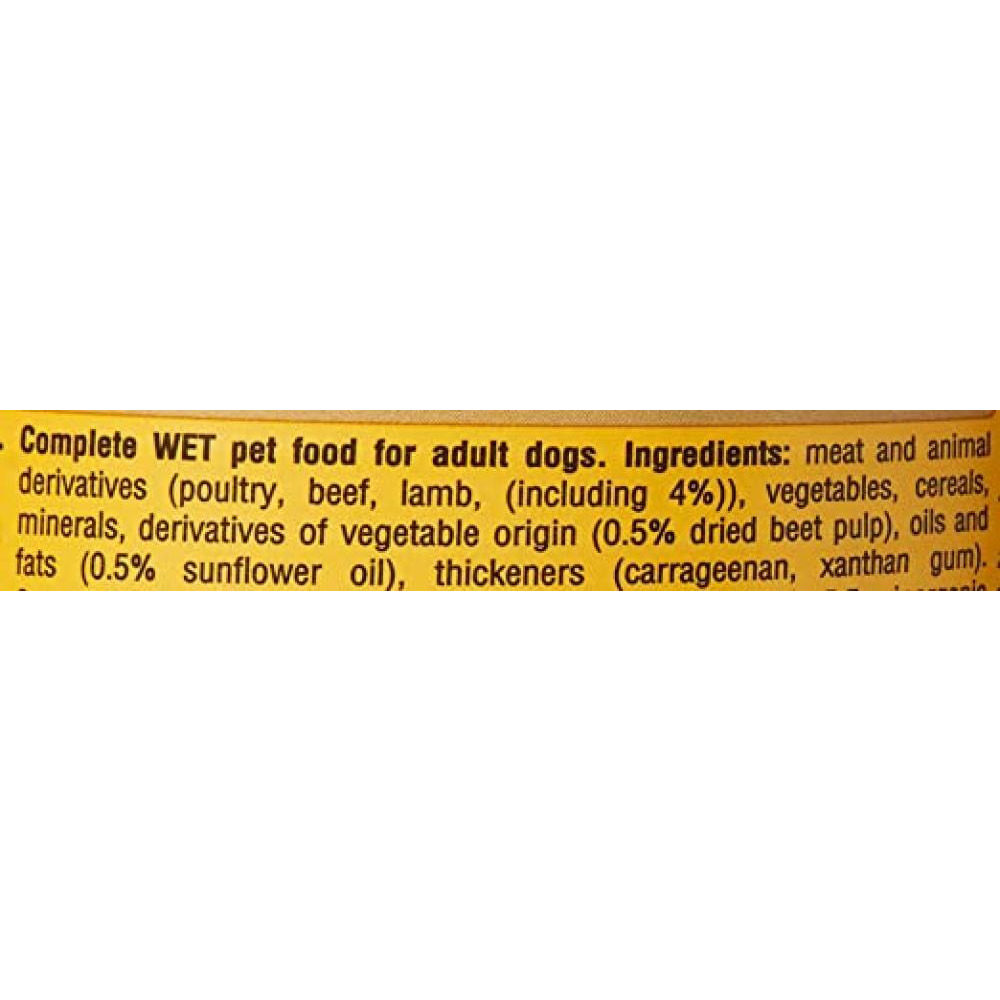 Complete WET pet food for adult dogs. Ingredients: meat and animal
derivatives (poultry, beef, lamb, (including 4%)), vegetables, cereals,
minerals, derivatives of vegetable origin (0.5% dried beet pulp), oils and
fats (0.5% sunflower oil), thickeners (carrageenan, xanthan gum).